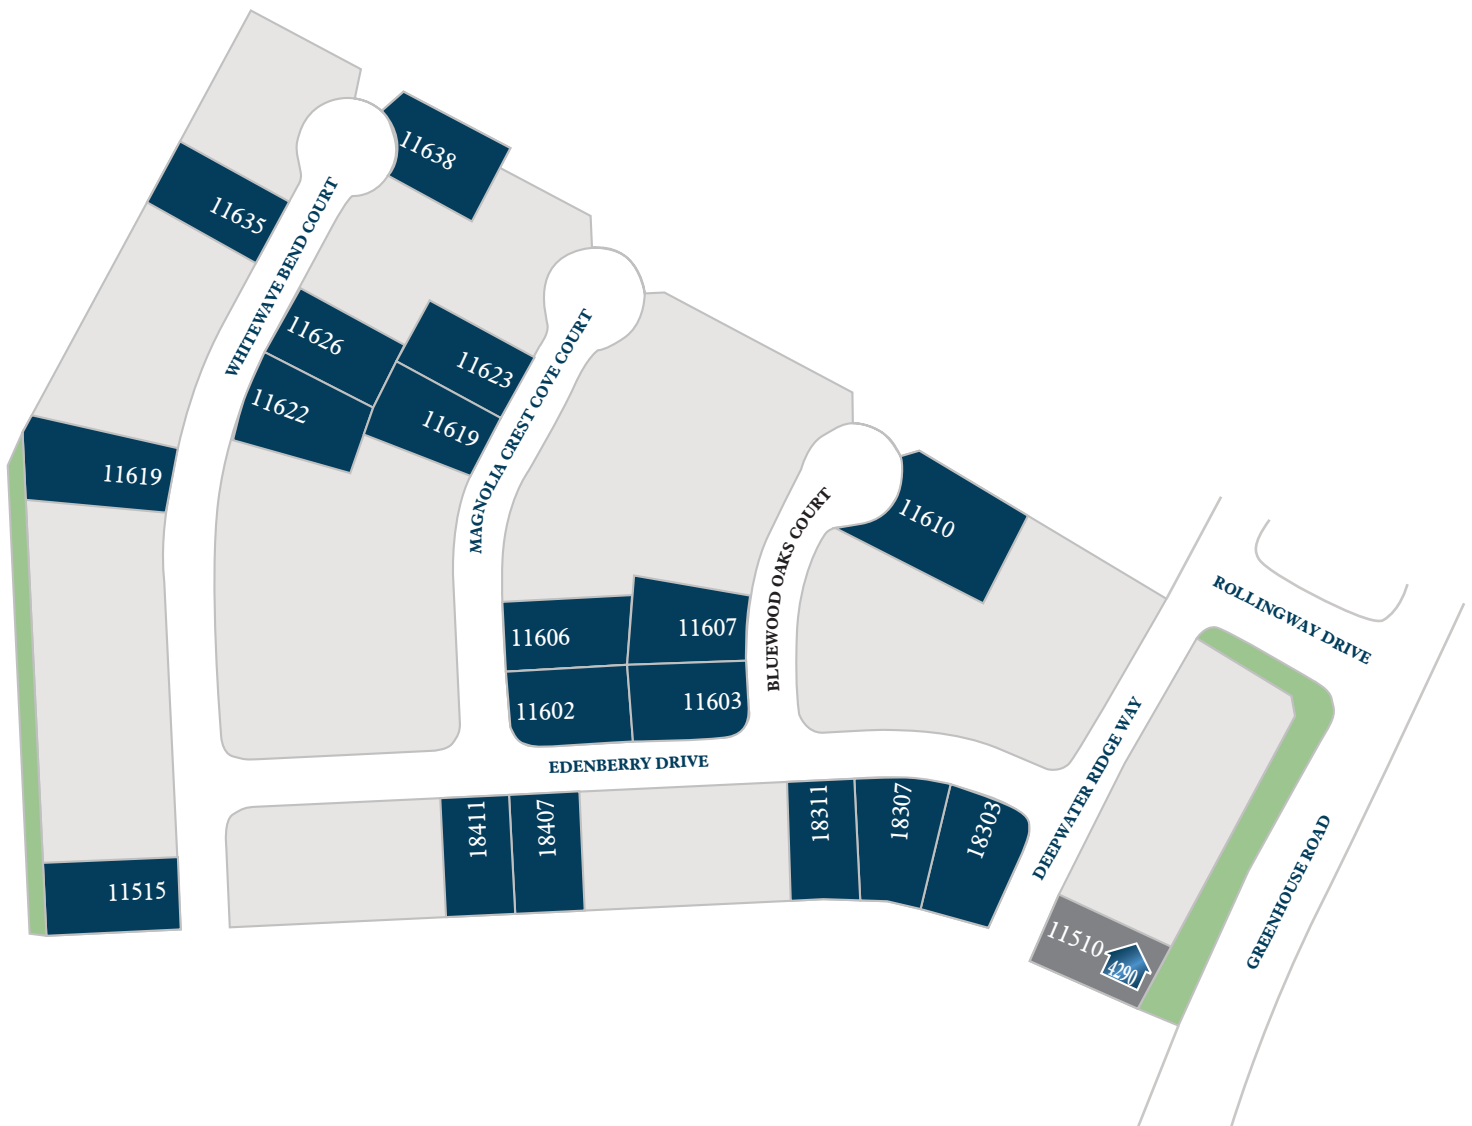 11638
11635
WHITEWAVE BEND COURT
11626
11623
11622
11619
MAGNOLIA CREST COVE COURT
11619
BLUEWOOD OAKS COURT
11610
ROLLINGWAY DRIVE
11606
11607
11602
11603
EDENBERRY DRIVE
DEEPWATER RIDGE WAY
18411
18407
18311
18307
18303
GREENHOUSE ROAD
11515
11510
4290